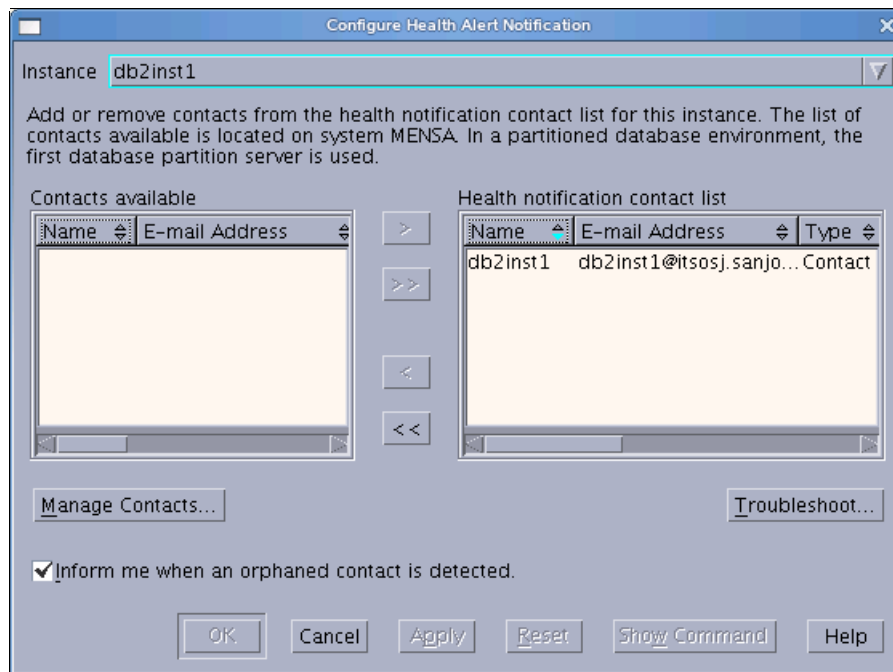 Configure Health Alert Notification
Instance db2inst1
Add or remove contacts from the health notification contact list for this instance. The list of
contacts available is located on system MENSA. In a partitioned database environment, the
first database partition server is used.
Contacts available
Health notification contact list
Name E-mail Address
Name E-mail Address Type
db2inst1 db2inst1@itsosj.sanjo... Contact
>
>>
<
<<
Manage Contacts...
Troubleshoot...
Inform me when an orphaned contact is detected.
OK Cancel Apply Reset Show Command Help